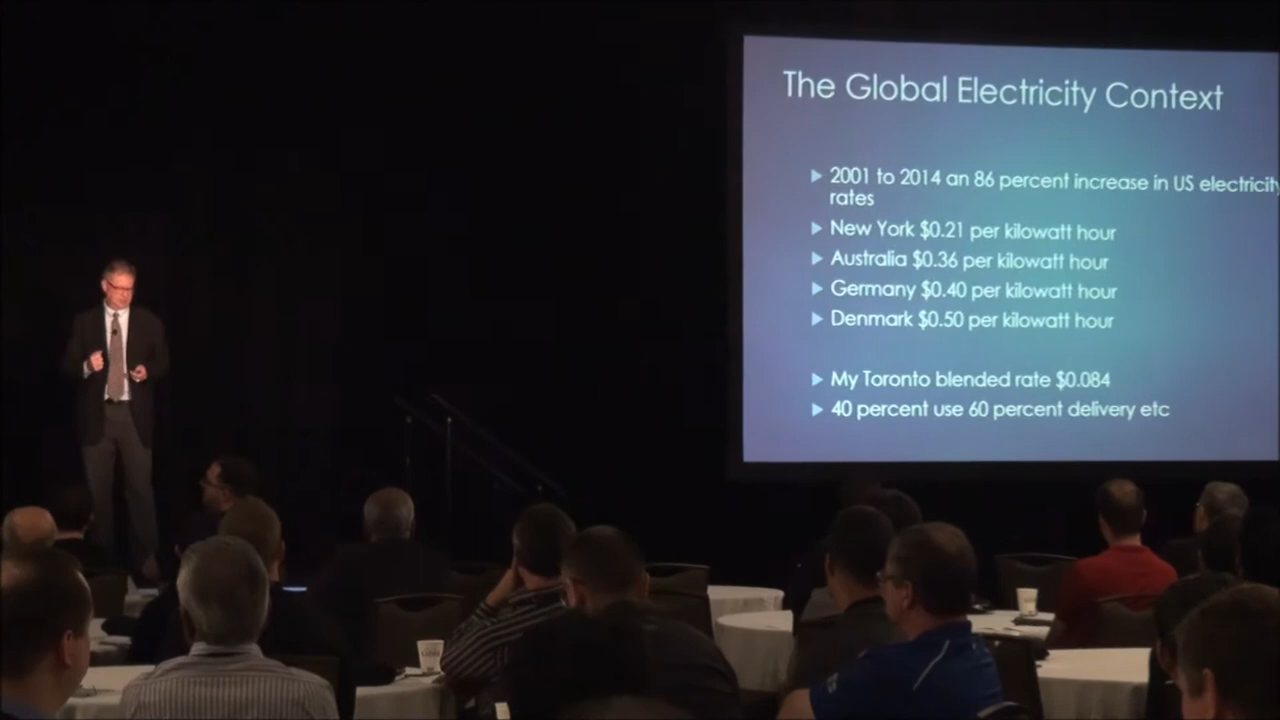 The Global Electricity Context
2001 to 2014 an 86 percent increase in US electricity
rates
New York $0.21 per kilowatt hour
Australia $0.36 per kilowatt hour
Germany $0.40 per kilowatt hour
Denmark $0.50 per kilowatt hour
My Toronto blended rate $0.084
40 percent use 60 percent delivery etc